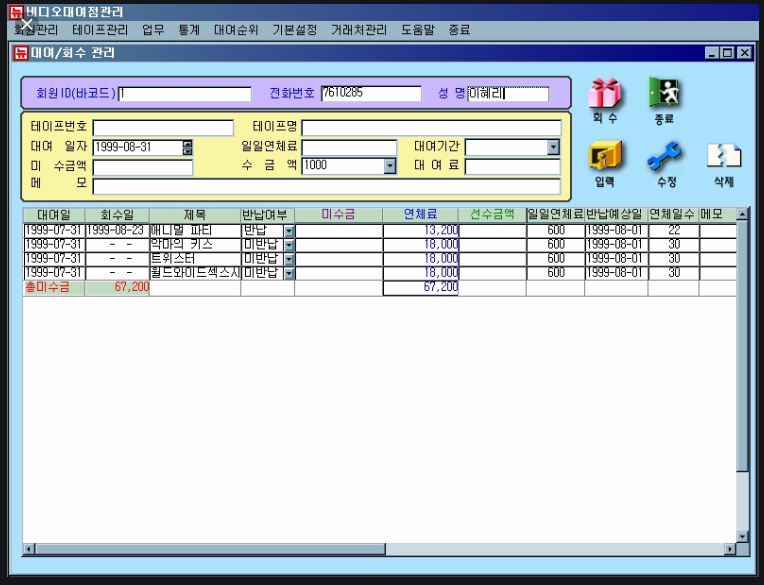 비디오대여점관리
회원관리 테이프관리 업무 통계 대여순위 기본설정 거래처관리 도움말 종료
대여/회수 관리
회원ID(바코드) 1 전화번호 7610285 성 명 이혜리
회 수 종료
테이프번호 테이프명
대여 일자 1999-08-31 일일연체료 대여기간
미 수금액 수 금 액 1000 대 여 료
메 모
입력 수정 삭제
대여일 회수일 제목 반납여부 미수금 연체료 선수금액 일일연체료 반납예상일 연체일수 메모
1999-07-31 1999-08-23 애니멀 파티 반납 13,200 600 1999-08-01 22
1999-07-31 - - 악마의 키스 미반납 18,000 600 1999-08-01 30
1999-07-31 - - 트위스터 미반납 18,000 600 1999-08-01 30
1999-07-31 - - 월드와이드섹스시 미반납 18,000 600 1999-08-01 30
총미수금 67,200 67,200